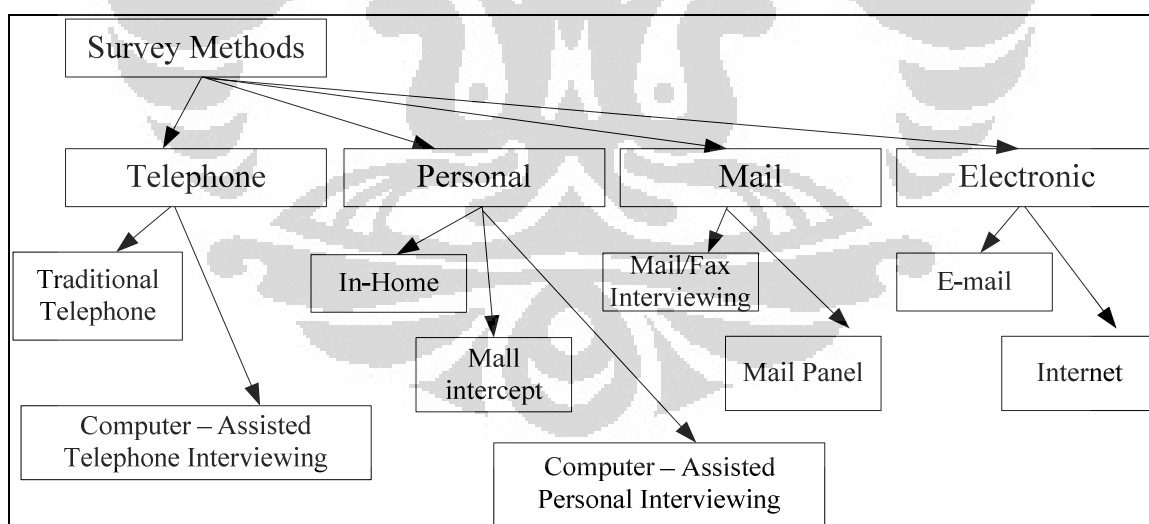 Survey Methods
Telephone
Personal
Mail
Electronic
Traditional
Telephone
In-Home
Mail/Fax
Interviewing
E-mail
Mall
intercept
Mail Panel
Internet
Computer – Assisted
Telephone Interviewing
Computer – Assisted
Personal Interviewing